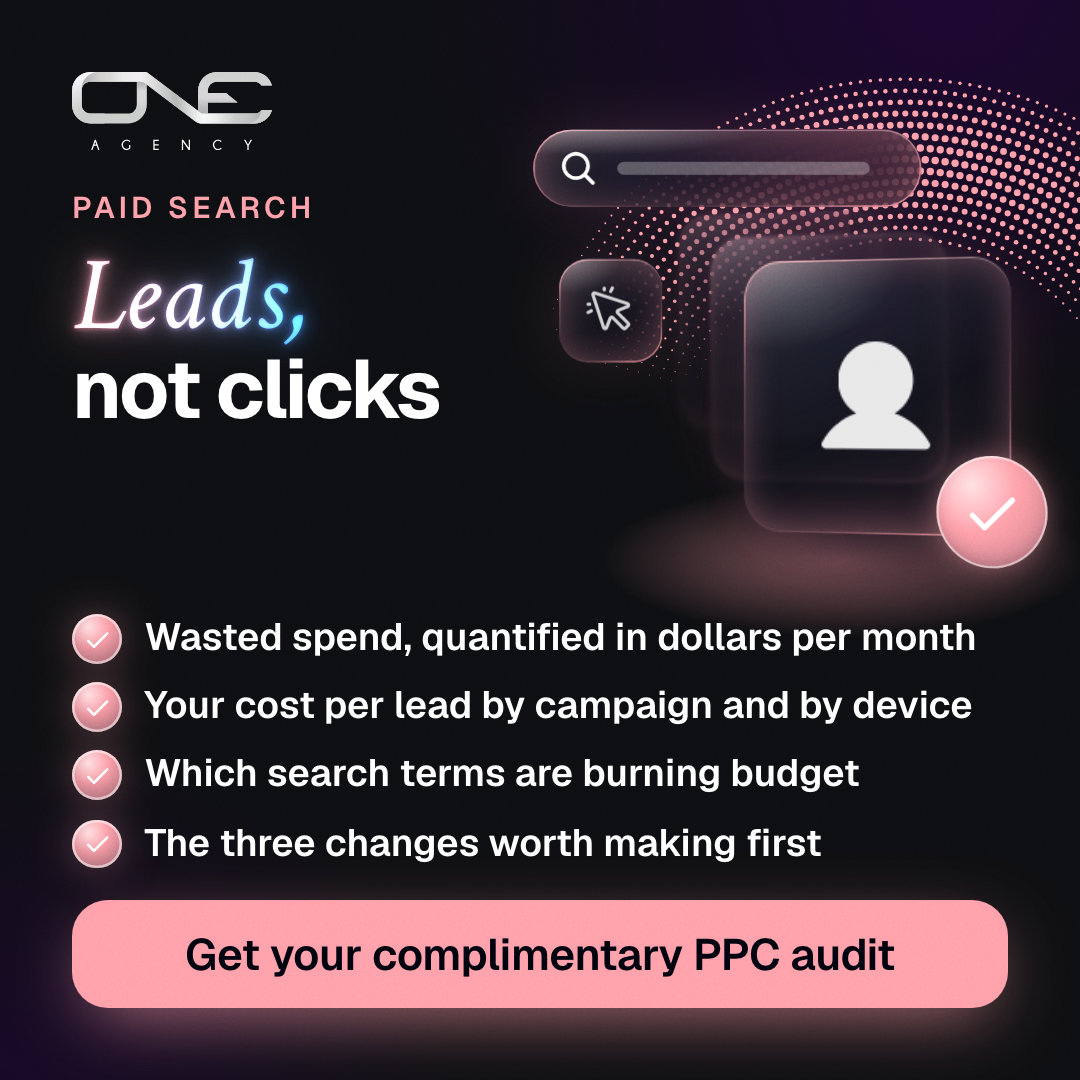 ONE
AGENCY
PAID SEARCH
Leads,
not clicks
Wasted spend, quantified in dollars per month
Your cost per lead by campaign and by device
Which search terms are burning budget
The three changes worth making first
Get your complimentary PPC audit